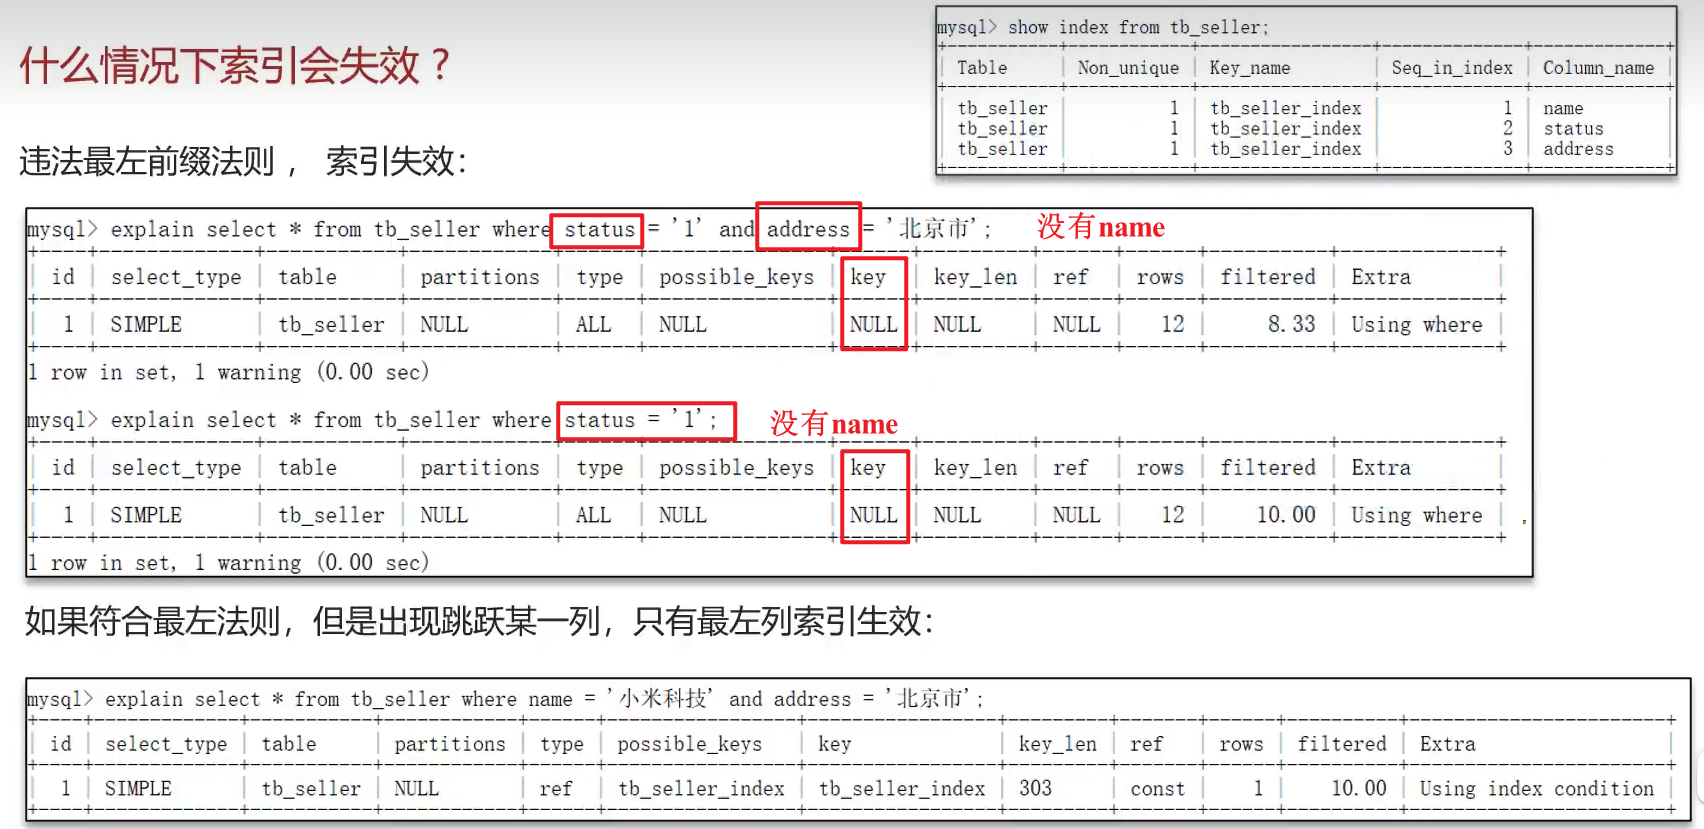 什么情况下索引会失效？
mysql> show index from tb_seller;
| Table | Non_unique | Key_name | Seq_in_index | Column_name |
| tb_seller | 1 | tb_seller_index | 1 | name |
| tb_seller | 1 | tb_seller_index | 2 | status |
| tb_seller | 1 | tb_seller_index | 3 | address |
违法最左前缀法则， 索引失效：
mysql> explain select * from tb_seller where status = '1' and address = '北京市'; 没有name
| id | select_type | table | partitions | type | possible_keys | key | key_len | ref | rows | filtered | Extra |
| 1 | SIMPLE | tb_seller | NULL | ALL | NULL | NULL | NULL | NULL | 12 | 8.33 | Using where |
1 row in set, 1 warning (0.00 sec)
mysql> explain select * from tb_seller where status = '1'; 没有name
| id | select_type | table | partitions | type | possible_keys | key | key_len | ref | rows | filtered | Extra |
| 1 | SIMPLE | tb_seller | NULL | ALL | NULL | NULL | NULL | NULL | 12 | 10.00 | Using where |
1 row in set, 1 warning (0.00 sec)
如果符合最左法则，但是出现跳跃某一列，只有最左列索引生效：
mysql> explain select * from tb_seller where name = '小米科技' and address = '北京市';
| id | select_type | table | partitions | type | possible_keys | key | key_len | ref | rows | filtered | Extra |
| 1 | SIMPLE | tb_seller | NULL | ref | tb_seller_index | tb_seller_index | 303 | const | 1 | 10.00 | Using index condition |